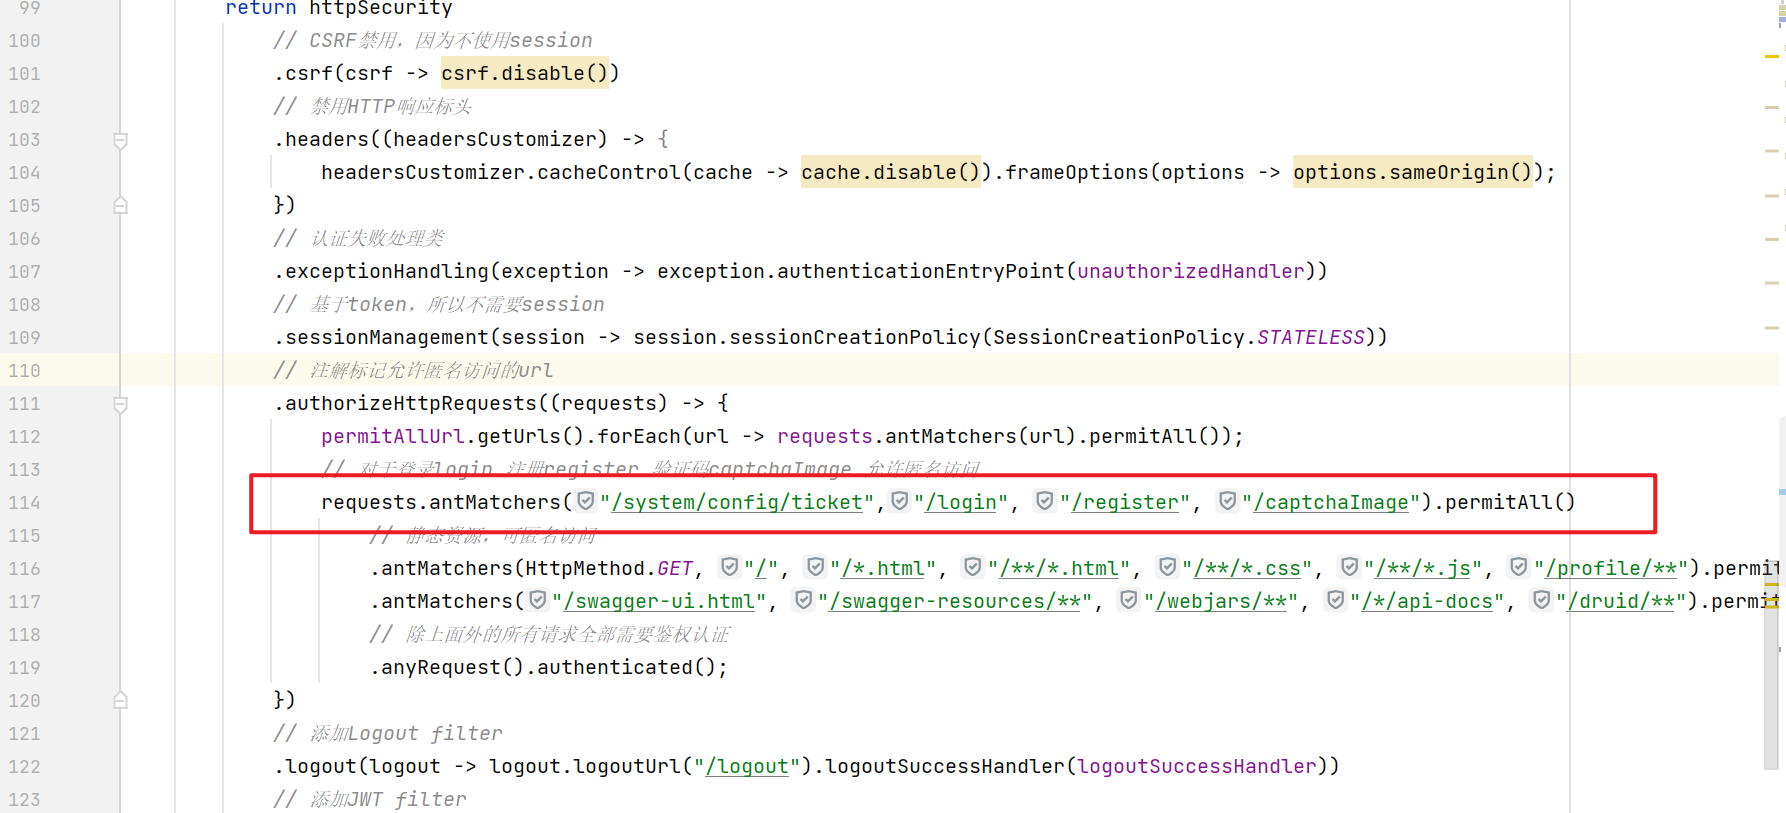 99 return httpSecurity
100 // CSRF禁用，因为不使用session
101 .csrf(csrf -> csrf.disable())
102 // 禁用HTTP响应标头
103 .headers((headersCustomizer) -> {
104 headersCustomizer.cacheControl(cache -> cache.disable()).frameOptions(options -> options.sameOrigin());
105 })
106 // 认证失败处理类
107 .exceptionHandling(exception -> exception.authenticationEntryPoint(unauthorizedHandler))
108 // 基于token，所以不需要session
109 .sessionManagement(session -> session.sessionCreationPolicy(SessionCreationPolicy.STATELESS))
110 // 注解标记允许匿名访问的url
111 .authorizeHttpRequests((requests) -> {
112 permitAllUrl.getUrls().forEach(url -> requests.antMatchers(url).permitAll());
113 // 对于登录login 注册register 验证码captchaImage 允许匿名访问
114 requests.antMatchers("/system/config/ticket","/login", "/register", "/captchaImage").permitAll()
115 // 静态资源，可匿名访问
116 .antMatchers(HttpMethod.GET, "/", "/*.html", "/**/*.html", "/**/*.css", "/**/*.js", "/profile/**").permit
117 .antMatchers("/swagger-ui.html", "/swagger-resources/**", "/webjars/**", "/*/api-docs", "/druid/**").permit
118 // 除上面外的所有请求全部需要鉴权认证
119 .anyRequest().authenticated();
120 })
121 // 添加Logout filter
122 .logout(logout -> logout.logoutUrl("/logout").logoutSuccessHandler(logoutSuccessHandler))
123 // 添加JWT filter